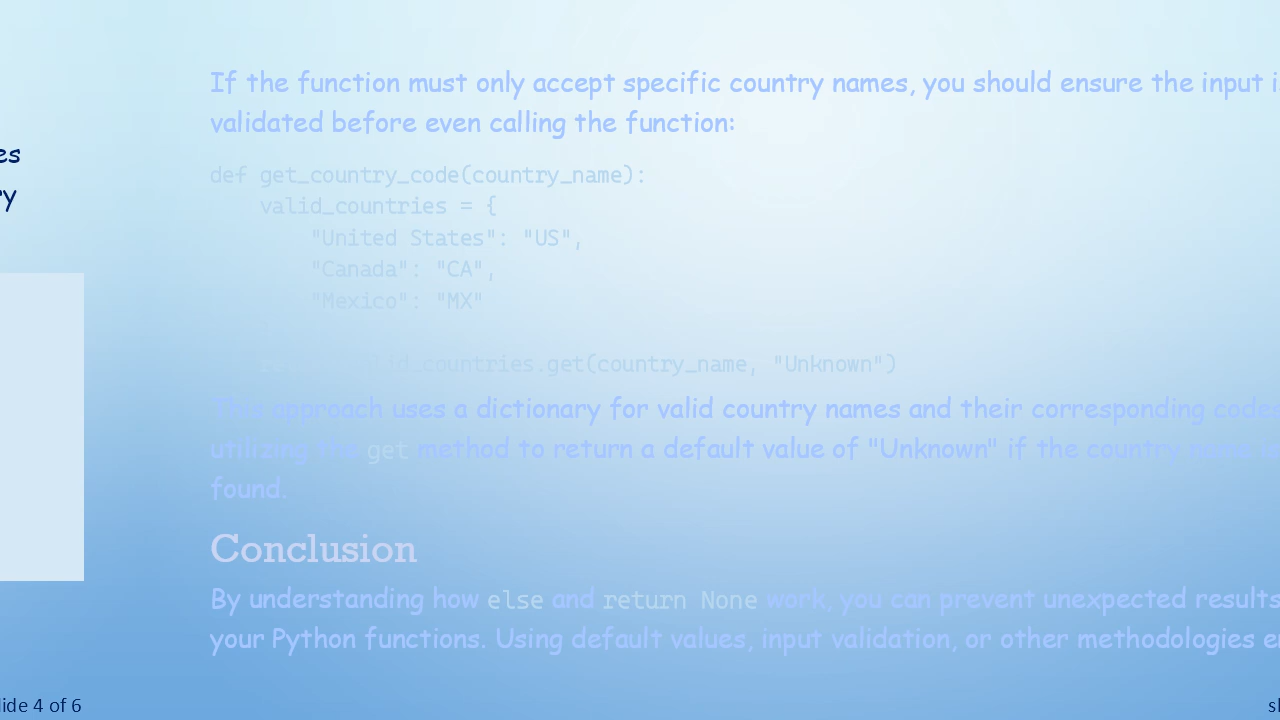 If the function must only accept specific country names, you should ensure the input i
validated before even calling the function:
es
ry
def get_country_code(country_name):
    valid_countries = {
        "United States": "US",
        "Canada": "CA",
        "Mexico": "MX"
valid_countries.get(country_name, "Unknown")
This approach uses a dictionary for valid country names and their corresponding code
utilizing the get method to return a default value of "Unknown" if the country name
found.
Conclusion
By understanding how else and return None work, you can prevent unexpected results
your Python functions. Using default values, input validation, or other methodologies e
lide 4 of 6
sl